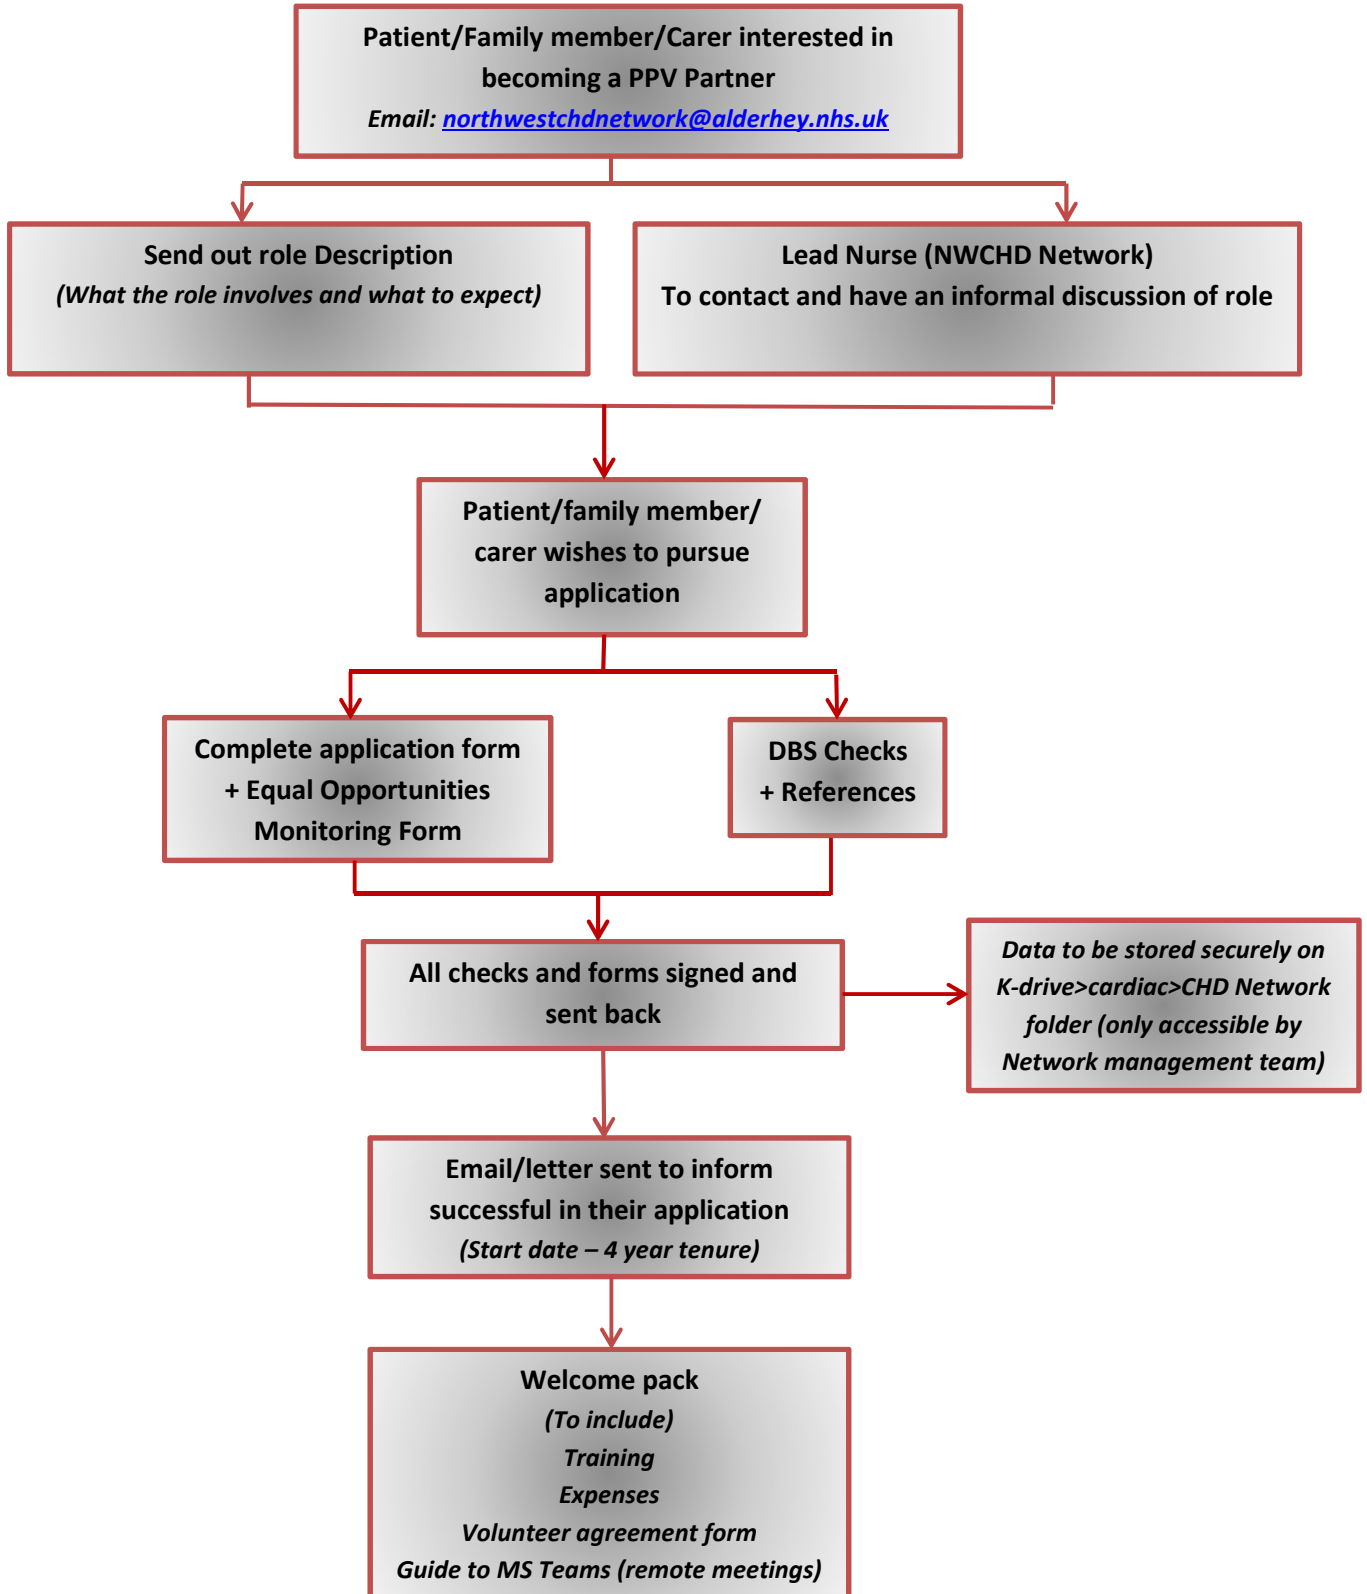 Patient/Family member/Carer interested in
becoming a PPV Partner
Email: northwestchdnetwork@alderhey.nhs.uk
Send out role Description
(What the role involves and what to expect)
Lead Nurse (NWCHD Network)
To contact and have an informal discussion of role
Patient/family member/
carer wishes to pursue
application
Complete application form
+ Equal Opportunities
Monitoring Form
DBS Checks
+ References
All checks and forms signed and
sent back
Data to be stored securely on
K-drive>cardiac>CHD Network
folder (only accessible by
Network management team)
Email/letter sent to inform
successful in their application
(Start date – 4 year tenure)
Welcome pack
(To include)
Training
Expenses
Volunteer agreement form
Guide to MS Teams (remote meetings)